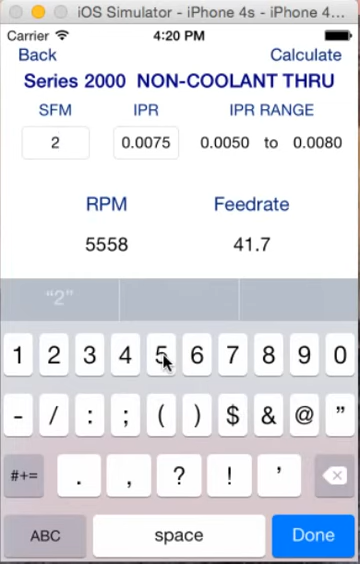 iOS Simulator - iPhone 4s - iPhone 4...
Carrier 4:20 PM
Back Calculate
Series 2000 NON-COOLANT THRU
SFM IPR IPR RANGE
2 0.0075 0.0050 to 0.0080
RPM Feedrate
5558 41.7
“2”
1 2 3 4 5 6 7 8 9 0
- / : ; ( ) $ & @ ”
#+= . , ? ! ’
ABC space Done